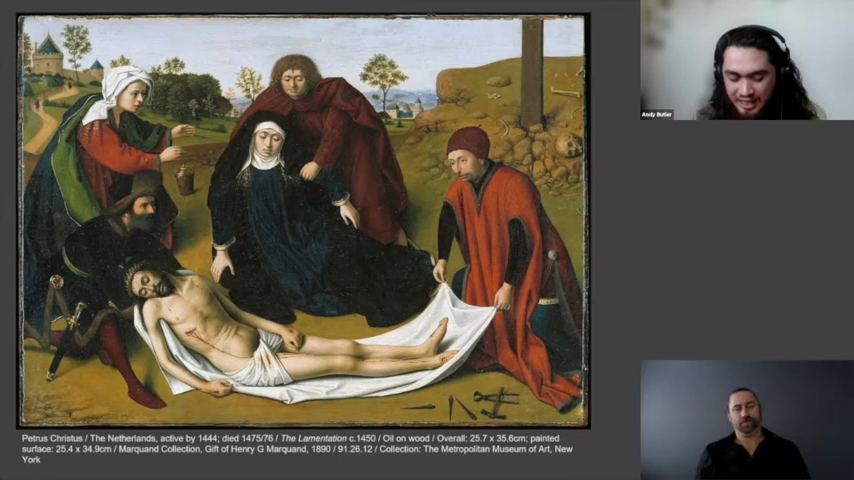 Andy Butler
Petrus Christus / The Netherlands, active by 1444; died 1475/76 / The Lamentation c.1450 / Oil on wood / Overall: 25.7 x 35.6cm; painted
surface: 25.4 x 34.9cm / Marquand Collection, Gift of Henry G Marquand, 1890 / 91.26.12 / Collection: The Metropolitan Museum of Art, New
York